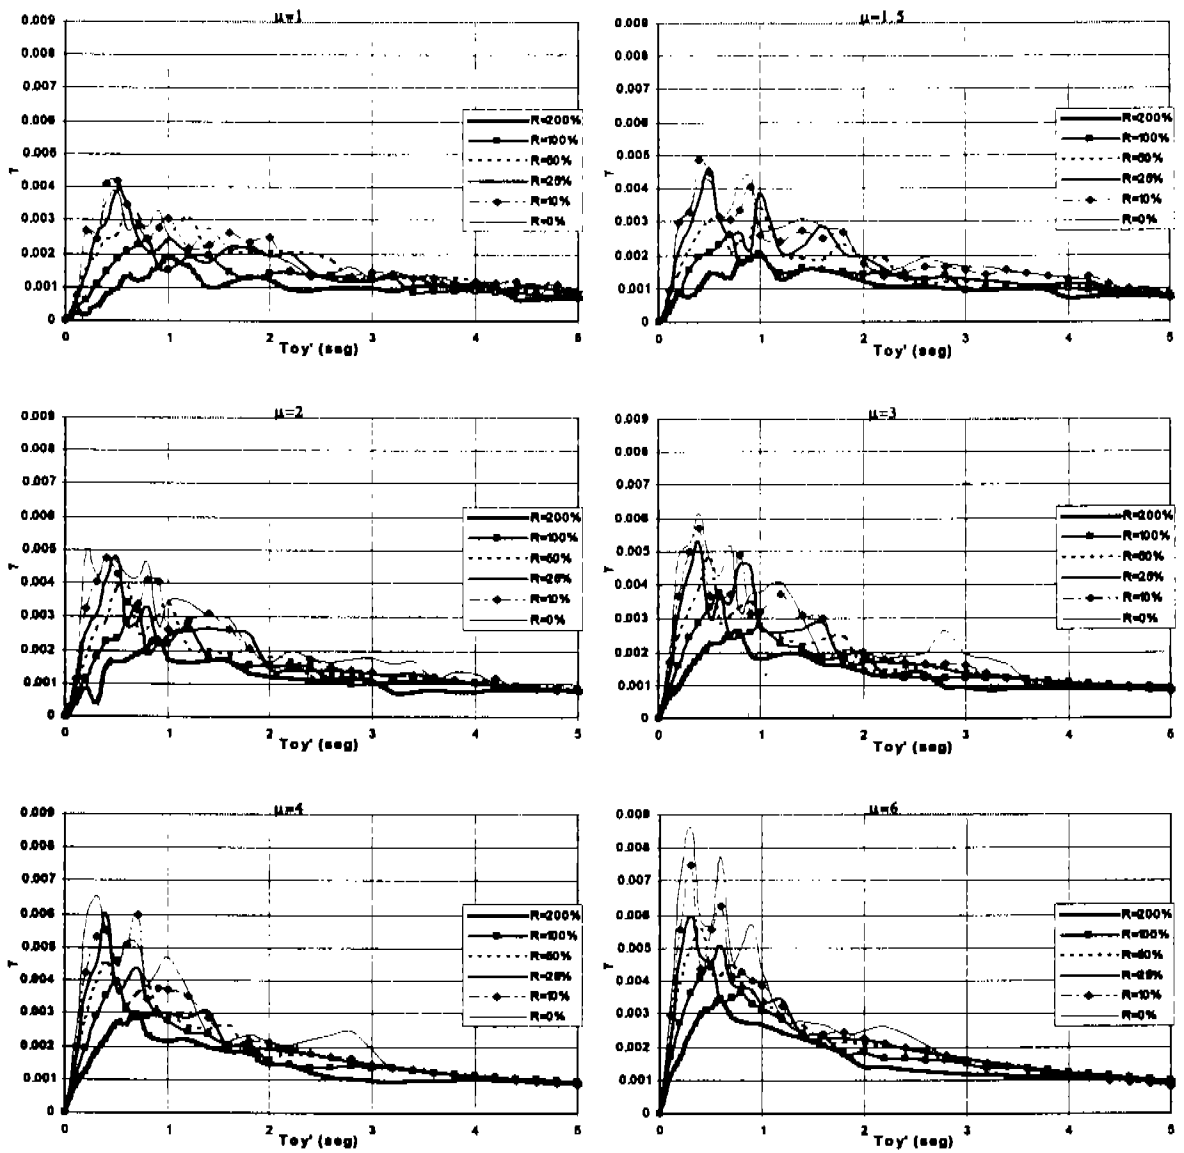 μ=1
0.009
0.008
0.007
0.006
0.005
0.004
0.003
0.002
0.001
0
γ
0 1 2 3 4 5
Toy' (seg)
R=200%
R=100%
R=50%
R=25%
R=10%
R=0%
μ=1.5
0.009
0.008
0.007
0.006
0.005
0.004
0.003
0.002
0.001
0
γ
0 1 2 3 4 5
Toy' (seg)
R=200%
R=100%
R=50%
R=25%
R=10%
R=0%
μ=2
0.009
0.008
0.007
0.006
0.005
0.004
0.003
0.002
0.001
0
γ
0 1 2 3 4 5
Toy' (seg)
R=200%
R=100%
R=50%
R=25%
R=10%
R=0%
μ=3
0.009
0.008
0.007
0.006
0.005
0.004
0.003
0.002
0.001
0
γ
0 1 2 3 4 5
Toy' (seg)
R=200%
R=100%
R=50%
R=25%
R=10%
R=0%
μ=4
0.009
0.008
0.007
0.006
0.005
0.004
0.003
0.002
0.001
0
γ
0 1 2 3 4 5
Toy' (seg)
R=200%
R=100%
R=50%
R=25%
R=10%
R=0%
μ=6
0.009
0.008
0.007
0.006
0.005
0.004
0.003
0.002
0.001
0
γ
0 1 2 3 4 5
Toy' (seg)
R=200%
R=100%
R=50%
R=25%
R=10%
R=0%